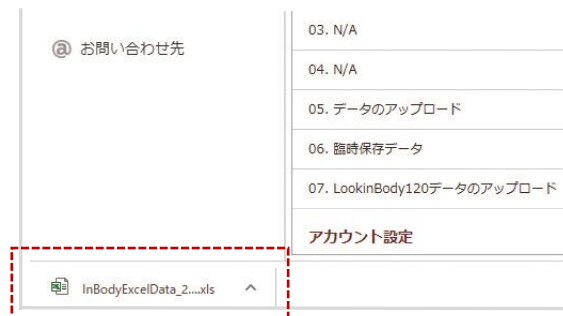 @ お問い合わせ先
03. N/A
04. N/A
05. データのアップロード
06. 臨時保存データ
07. LookinBody120データのアップロード
アカウント設定
InBodyExcelData_2....xls